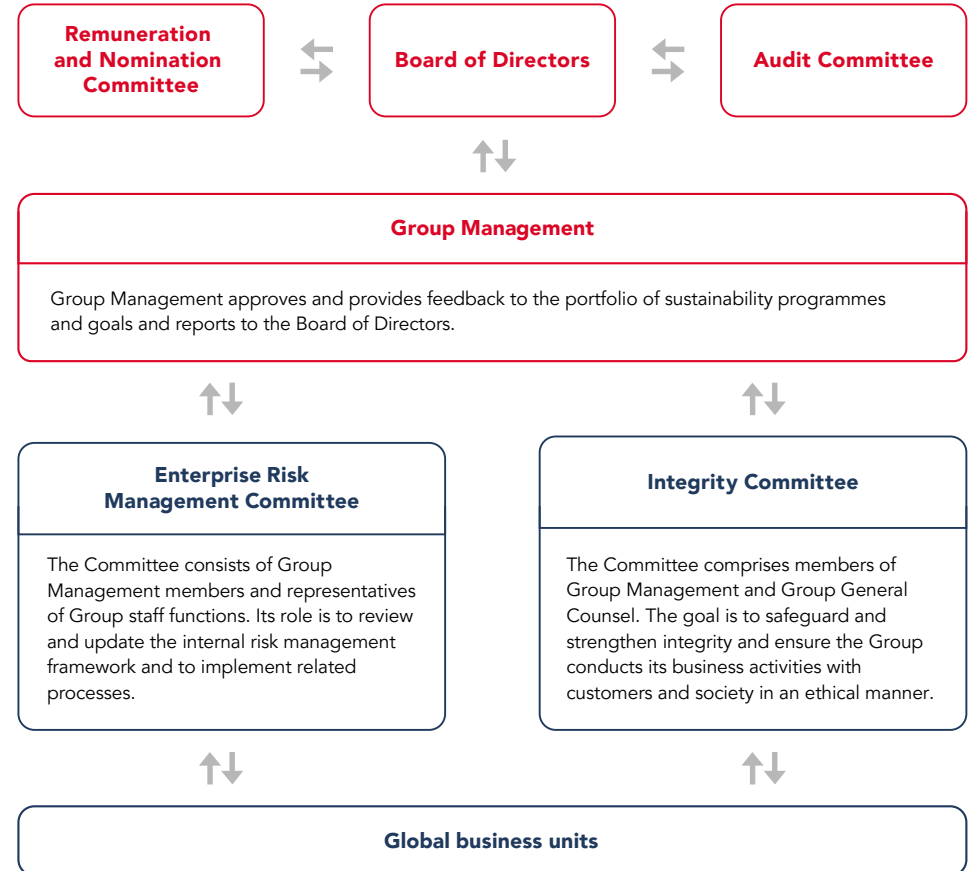 Remuneration
and Nomination
Committee
Board of Directors
Audit Committee
Group Management
Group Management approves and provides feedback to the portfolio of sustainability programmes
and goals and reports to the Board of Directors.
Enterprise Risk
Management Committee
The Committee consists of Group
Management members and representatives
of Group staff functions. Its role is to review
and update the internal risk management
framework and to implement related
processes.
Integrity Committee
The Committee comprises members of
Group Management and Group General
Counsel. The goal is to safeguard and
strengthen integrity and ensure the Group
conducts its business activities with
customers and society in an ethical manner.
Global business units